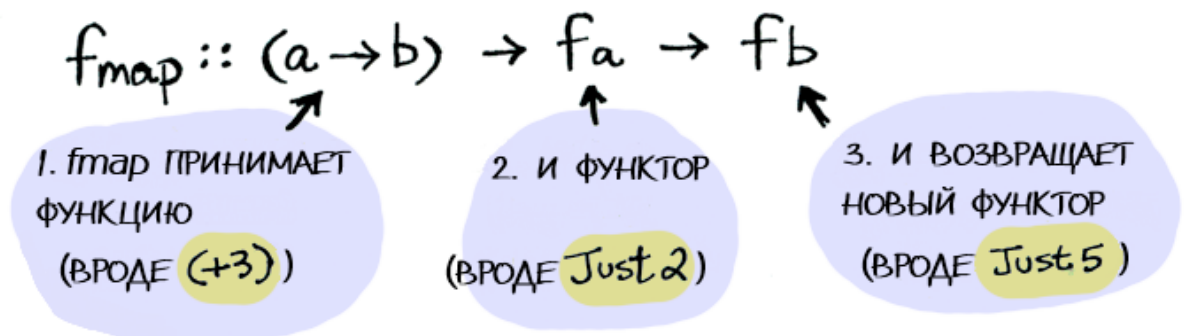 fmap :: (a → b) → fa → fb
1. fmap ПРИНИМАЕТ
ФУНКЦИЮ
(ВРОДЕ (+3))
2. И ФУНКТОР
(ВРОДЕ Just 2)
3. И ВОЗВРАЩАЕТ
НОВЫЙ ФУНКТОР
(ВРОДЕ Just 5)